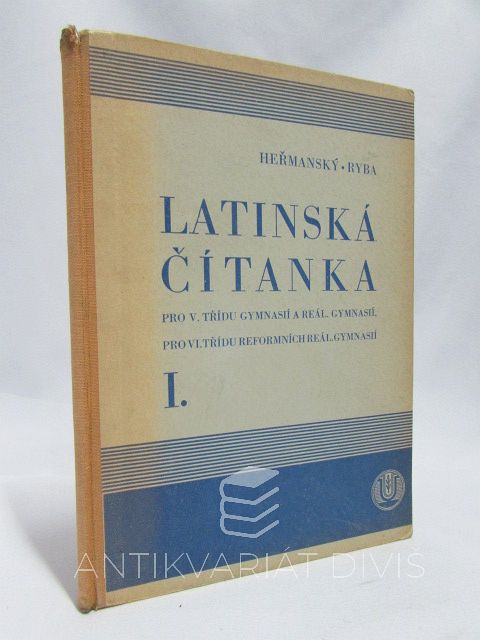 HEŘMANSKÝ • RYBA
LATINSKÁ
ČÍTANKA
PRO V. TŘÍDU GYMNASIÍ A REÁL. GYMNASIÍ,
PRO VI. TŘÍDU REFORMNÍCH REÁL. GYMNASIÍ
I.
U
ANTIKVARIÁT DIVIŠ